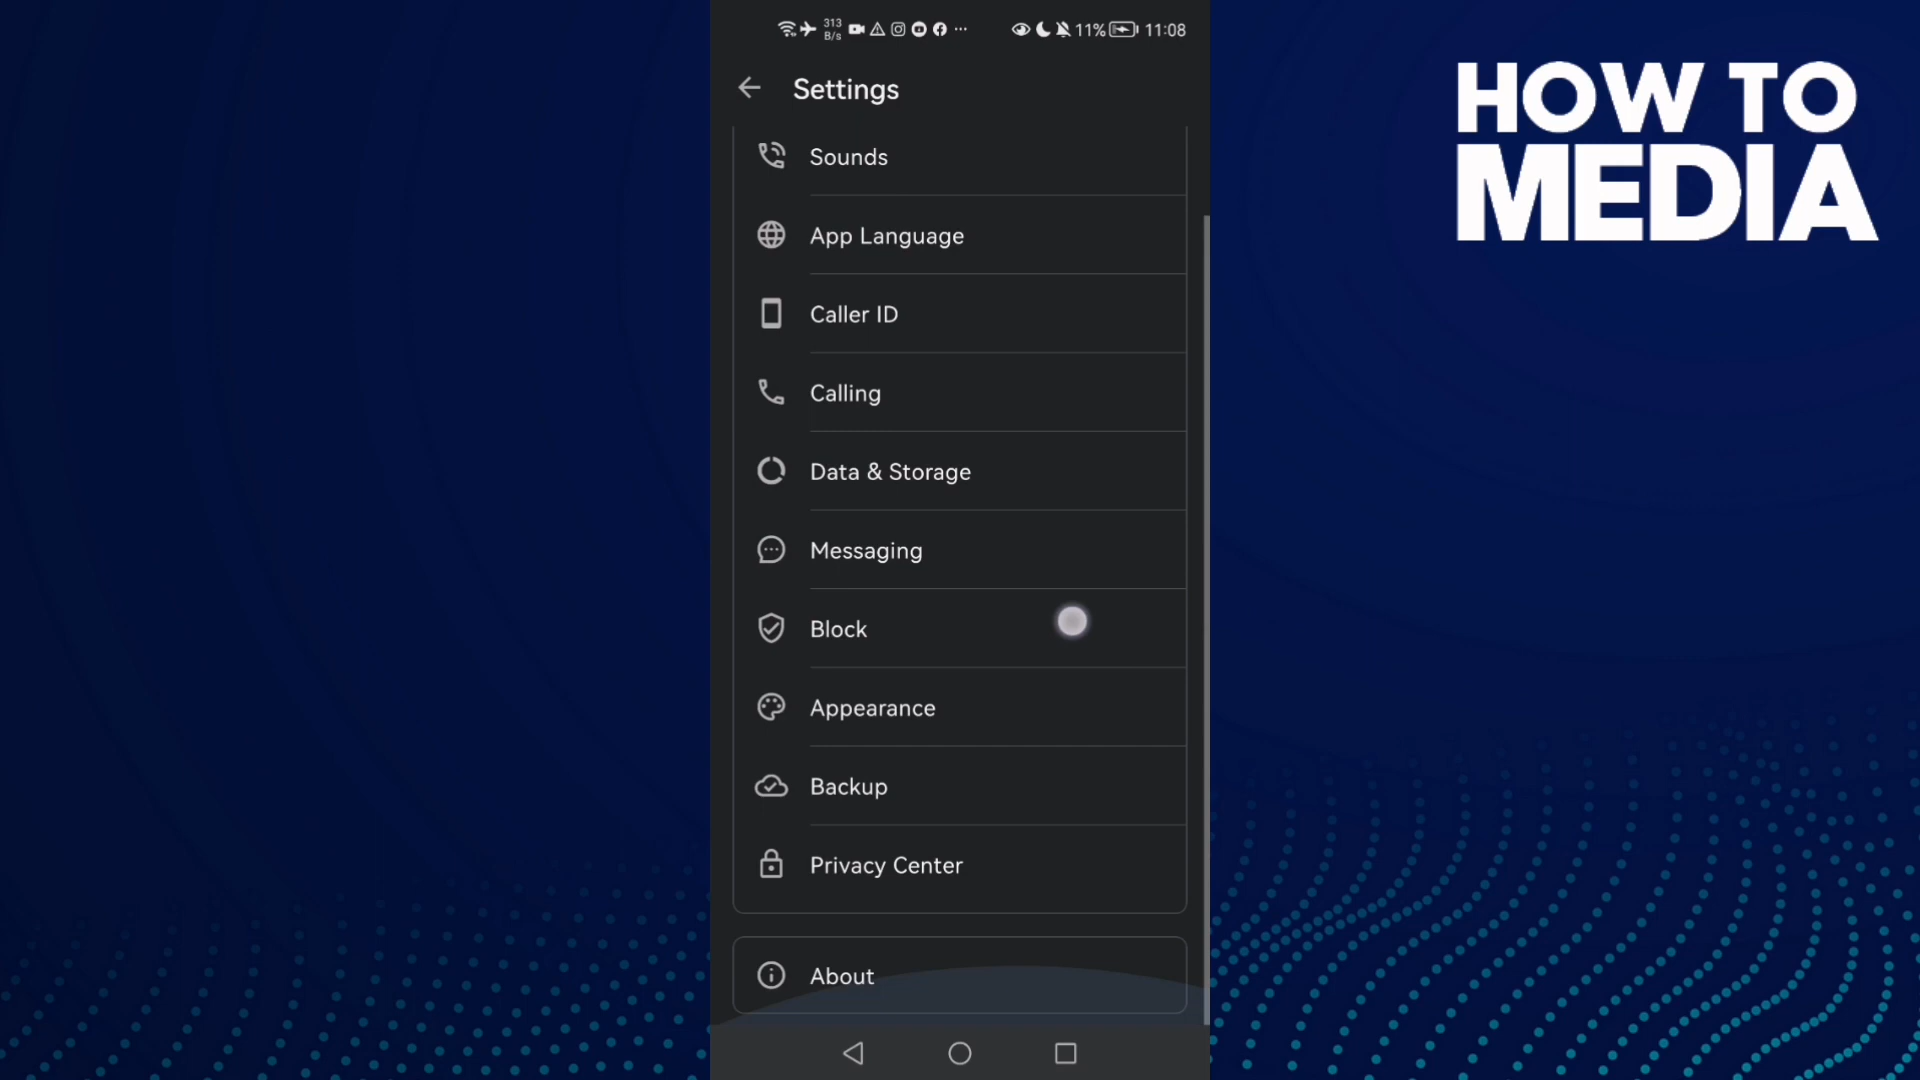 313
B/s
11%
11:08
Settings
Sounds
App Language
Caller ID
Calling
Data & Storage
Messaging
Block
Appearance
Backup
Privacy Center
About
HOW TO
MEDIA